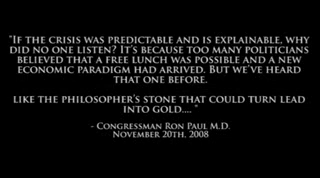 "If the crisis was predictable and is explainable, why
did no one listen? It's because too many politicians
believed that a free lunch was possible and a new
economic paradigm had arrived. But we've heard
that one before.
Like the philosopher's stone that could turn lead
into gold.... "
- Congressman Ron Paul M.D.
November 20th, 2008